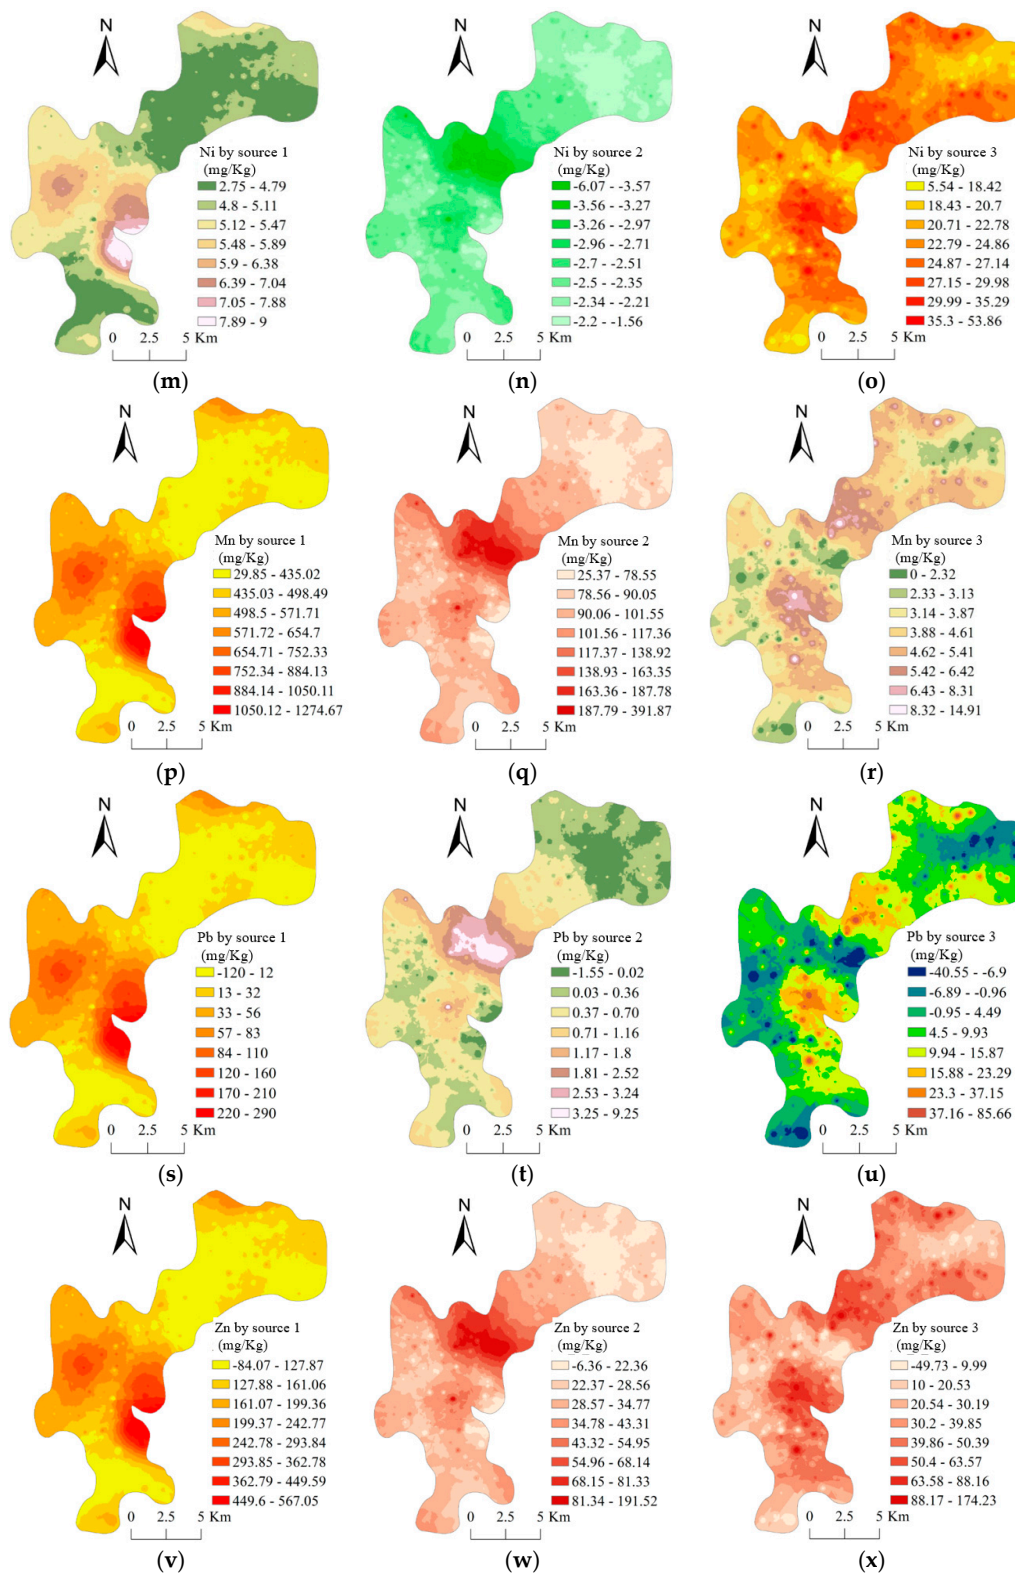 N
N
N
Ni by source 1
(mg/Kg)
2.75 - 4.79
4.8 - 5.11
5.12 - 5.47
5.48 - 5.89
5.9 - 6.38
6.39 - 7.04
7.05 - 7.88
7.89 - 9
0 2.5 5 Km
(m)
Ni by source 2
(mg/Kg)
-6.07 - -3.57
-3.56 - -3.27
-3.26 - -2.97
-2.96 - -2.71
-2.7 - -2.51
-2.5 - -2.35
-2.34 - -2.21
-2.2 - -1.56
0 2.5 5 Km
(n)
Ni by source 3
(mg/Kg)
5.54 - 18.42
18.43 - 20.7
20.71 - 22.78
22.79 - 24.86
24.87 - 27.14
27.15 - 29.98
29.99 - 35.29
35.3 - 53.86
0 2.5 5 Km
(o)
N
N
N
Mn by source 1
(mg/Kg)
29.85 - 435.02
435.03 - 498.49
498.5 - 571.71
571.72 - 654.7
654.71 - 752.33
752.34 - 884.13
884.14 - 1050.11
1050.12 - 1274.67
0 2.5 5 Km
(p)
Mn by source 2
(mg/Kg)
25.37 - 78.55
78.56 - 90.05
90.06 - 101.55
101.56 - 117.36
117.37 - 138.92
138.93 - 163.35
163.36 - 187.78
187.79 - 391.87
0 2.5 5 Km
(q)
Mn by source 3
(mg/Kg)
0 - 2.32
2.33 - 3.13
3.14 - 3.87
3.88 - 4.61
4.62 - 5.41
5.42 - 6.42
6.43 - 8.31
8.32 - 14.91
0 2.5 5 Km
(r)
N
N
N
Pb by source 1
(mg/Kg)
-120 - 12
13 - 32
33 - 56
57 - 83
84 - 110
120 - 160
170 - 210
220 - 290
0 2.5 5 Km
(s)
Pb by source 2
(mg/Kg)
-1.55 - 0.02
0.03 - 0.36
0.37 - 0.70
0.71 - 1.16
1.17 - 1.8
1.81 - 2.52
2.53 - 3.24
3.25 - 9.25
0 2.5 5 Km
(t)
Pb by source 3
(mg/Kg)
-40.55 - -6.9
-6.89 - -0.96
-0.95 - 4.49
4.5 - 9.93
9.94 - 15.87
15.88 - 23.29
23.3 - 37.15
37.16 - 85.66
0 2.5 5 Km
(u)
N
N
N
Zn by source 1
(mg/Kg)
-84.07 - 127.87
127.88 - 161.06
161.07 - 199.36
199.37 - 242.77
242.78 - 293.84
293.85 - 362.78
362.79 - 449.59
449.6 - 567.05
0 2.5 5 Km
(v)
Zn by source 2
(mg/Kg)
-6.36 - 22.36
22.37 - 28.56
28.57 - 34.77
34.78 - 43.31
43.32 - 54.95
54.96 - 68.14
68.15 - 81.33
81.34 - 191.52
0 2.5 5 Km
(w)
Zn by source 3
(mg/Kg)
-49.73 - 9.99
10 - 20.53
20.54 - 30.19
30.2 - 39.85
39.86 - 50.39
50.4 - 63.57
63.58 - 88.16
88.17 - 174.23
0 2.5 5 Km
(x)